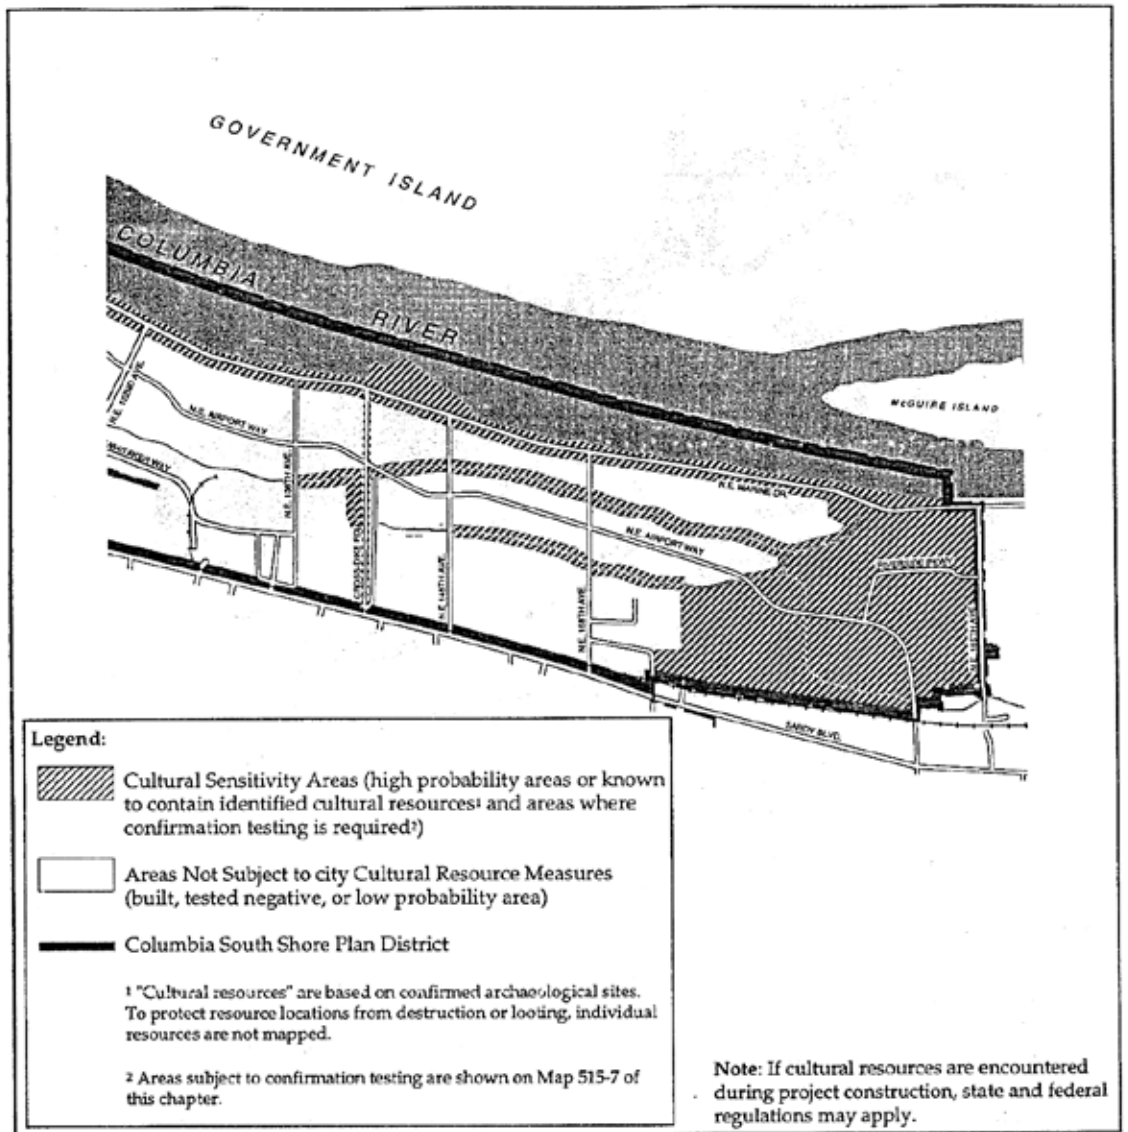 GOVERNMENT ISLAND
COLUMBIA RIVER
McGUIRE ISLAND
N.E. AIRPORT WAY
N.E. MARINE DR.
N.E. AIRPORT WAY
N.E. 148TH AVE.
N.E. 158TH AVE.
SANDY BLVD.
Legend:
Cultural Sensitivity Areas (high probability areas or known
to contain identified cultural resources¹ and areas where
confirmation testing is required²)
Areas Not Subject to city Cultural Resource Measures
(built, tested negative, or low probability area)
Columbia South Shore Plan District
¹ "Cultural resources" are based on confirmed archaeological sites.
To protect resource locations from destruction or looting, individual
resources are not mapped.
² Areas subject to confirmation testing are shown on Map 515-7 of
this chapter.
Note: If cultural resources are encountered
during project construction, state and federal
regulations may apply.